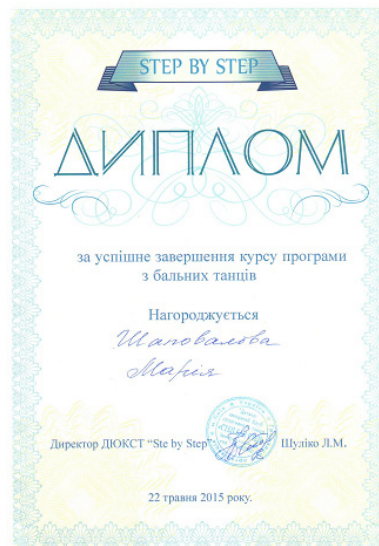 STEP BY STEP
ДИПЛОМ
за успішне завершення курсу програми
з бальних танців
Нагороджується
Шаповалова
Марія
Директор ДЮКСТ “Ste by Step” Шуліко Л.М.
22 травня 2015 року.